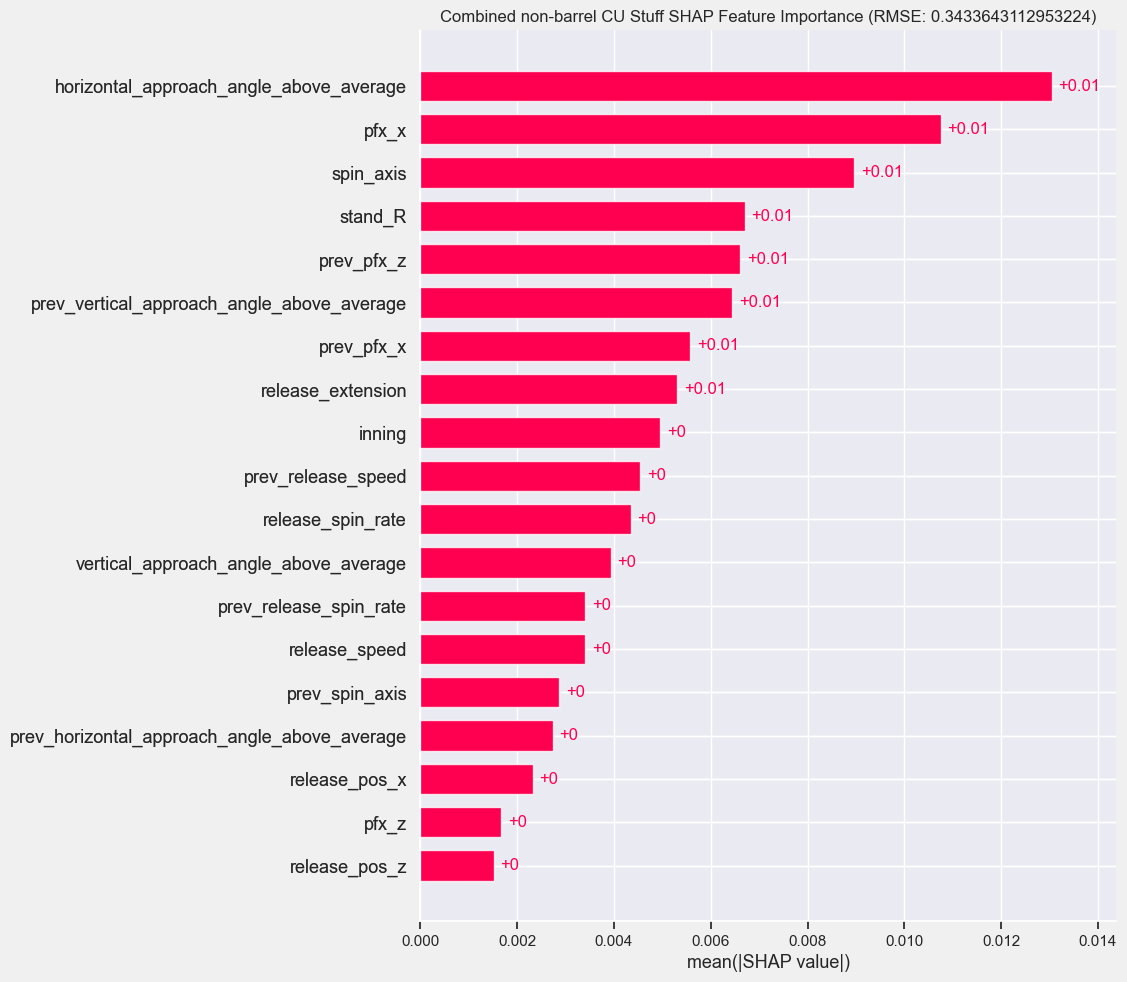 Combined non-barrel CU Stuff SHAP Feature Importance (RMSE: 0.3433643112953224)
horizontal_approach_angle_above_average +0.01
pfx_x +0.01
spin_axis +0.01
stand_R +0.01
prev_pfx_z +0.01
prev_vertical_approach_angle_above_average +0.01
prev_pfx_x +0.01
release_extension +0.01
inning +0
prev_release_speed +0
release_spin_rate +0
vertical_approach_angle_above_average +0
prev_release_spin_rate +0
release_speed +0
prev_spin_axis +0
prev_horizontal_approach_angle_above_average +0
release_pos_x +0
pfx_z +0
release_pos_z +0
0.000 0.002 0.004 0.006 0.008 0.010 0.012 0.014
mean(|SHAP value|)